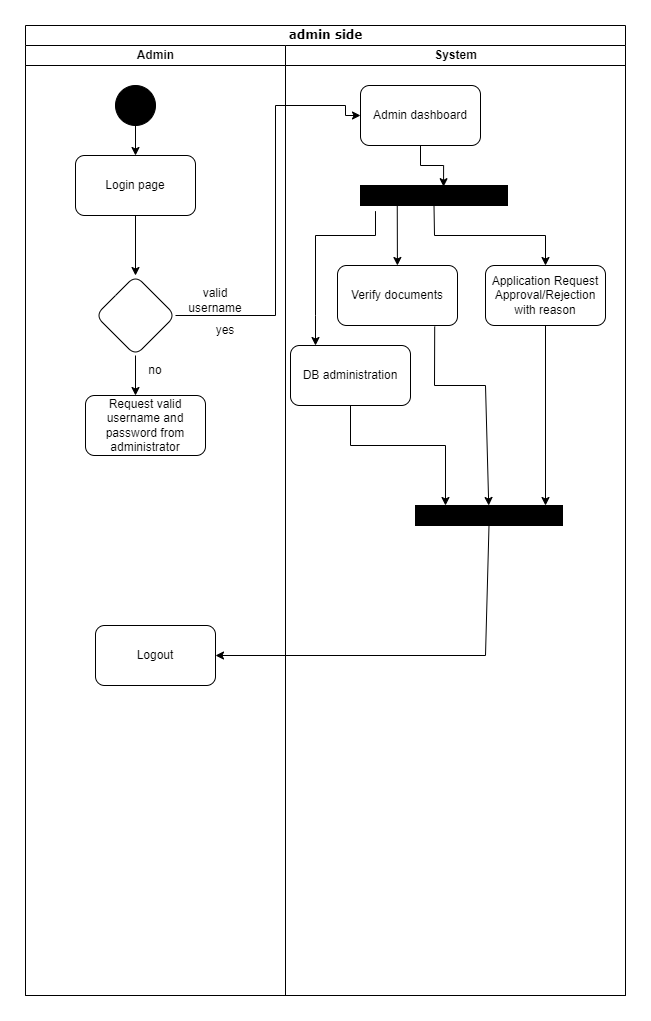 admin side
Admin
System
Admin dashboard
Login page
valid
username
yes
Application Request
Approval/Rejection
with reason
Verify documents
no
DB administration
Request valid
username and
password from
administrator
Logout